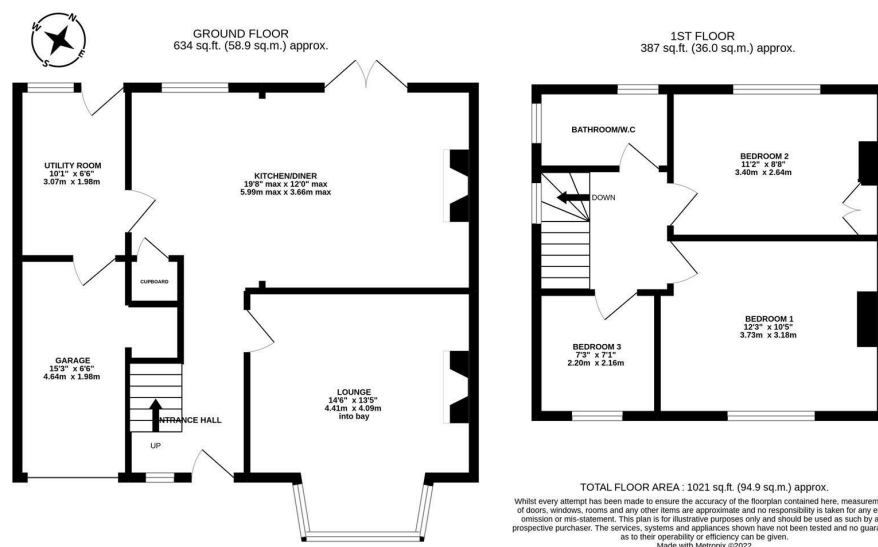 N
W
E
S
GROUND FLOOR
634 sq.ft. (58.9 sq.m.) approx.
UTILITY ROOM
10'1" x 6'6"
3.07m x 1.98m
KITCHEN/DINER
19'8" max x 12'0" max
5.99m max x 3.66m max
CUPBOARD
GARAGE
15'3" x 6'6"
4.64m x 1.98m
LOUNGE
14'6" x 13'5"
4.41m x 4.09m
into bay
NTRANCE HALL
UP
1ST FLOOR
387 sq.ft. (36.0 sq.m.) approx.
BATHROOM/W.C
BEDROOM 2
11'2" x 8'8"
3.40m x 2.64m
DOWN
BEDROOM 1
12'3" x 10'5"
3.73m x 3.18m
BEDROOM 3
7'3" x 7'1"
2.20m x 2.16m
TOTAL FLOOR AREA : 1021 sq.ft. (94.9 sq.m.) approx.
Whilst every attempt has been made to ensure the accuracy of the floorplan contained here, measurem
of doors, windows, rooms and any other items are approximate and no responsibility is taken for any e
omission or mis-statement. This plan is for illustrative purposes only and should be used as such by a
prospective purchaser. The services, systems and appliances shown have not been tested and no guara
as to their operability or efficiency can be given.
Made with Metropix ©2022